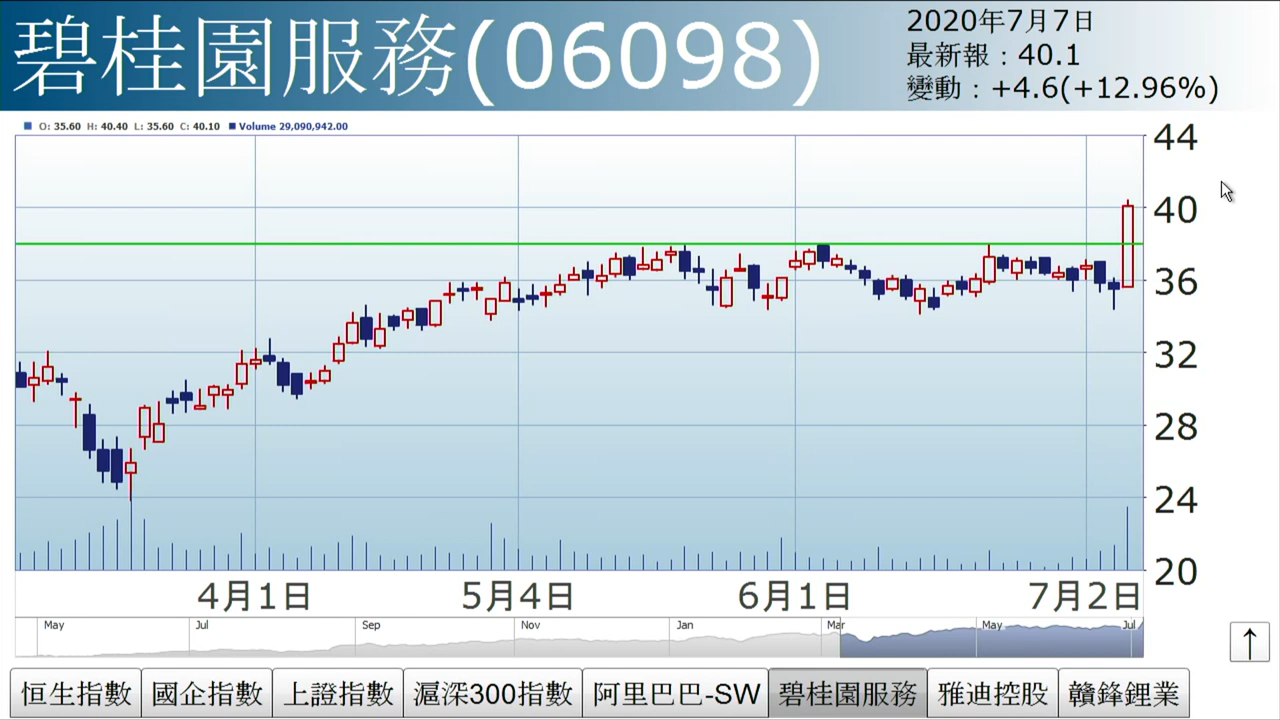 碧桂園服務(06098)
2020年7月7日
最新報：40.1
變動：+4.6(+12.96%)
O: 35.60 H: 40.40 L: 35.60 C: 40.10 Volume 29,090,942.00
44
40
36
32
28
24
20
4月1日 5月4日 6月1日 7月2日
May Jul Sep Nov Jan Mar May Jul
恒生指數 國企指數 上證指數 滬深300指數 阿里巴巴-SW 碧桂園服務 雅迪控股 贛鋒鋰業